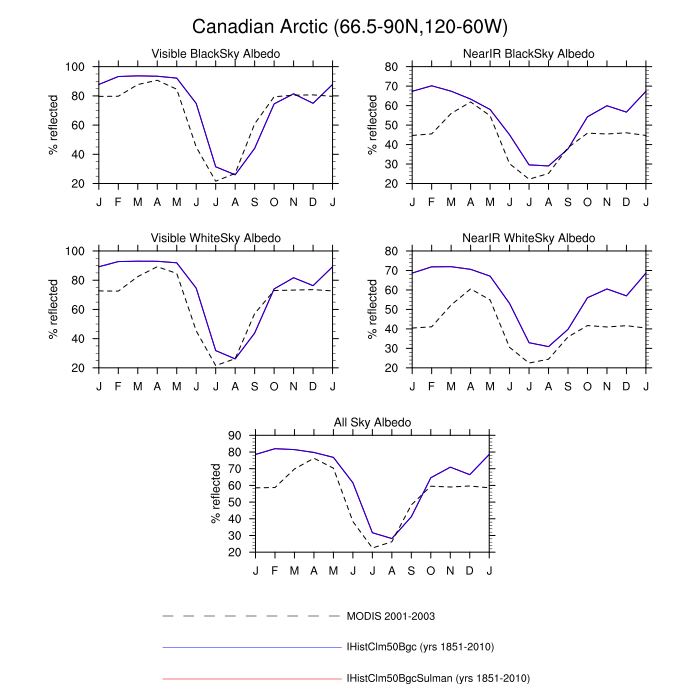 Canadian Arctic (66.5-90N,120-60W)
Visible BlackSky Albedo
% reflected
100
80
60
40
20
J F M A M J J A S O N D J
NearIR BlackSky Albedo
% reflected
80
70
60
50
40
30
20
J F M A M J J A S O N D J
Visible WhiteSky Albedo
% reflected
100
80
60
40
20
J F M A M J J A S O N D J
NearIR WhiteSky Albedo
% reflected
80
70
60
50
40
30
20
J F M A M J J A S O N D J
All Sky Albedo
% reflected
90
80
70
60
50
40
30
20
J F M A M J J A S O N D J
MODIS 2001-2003
IHistClm50Bgc (yrs 1851-2010)
IHistClm50BgcSulman (yrs 1851-2010)